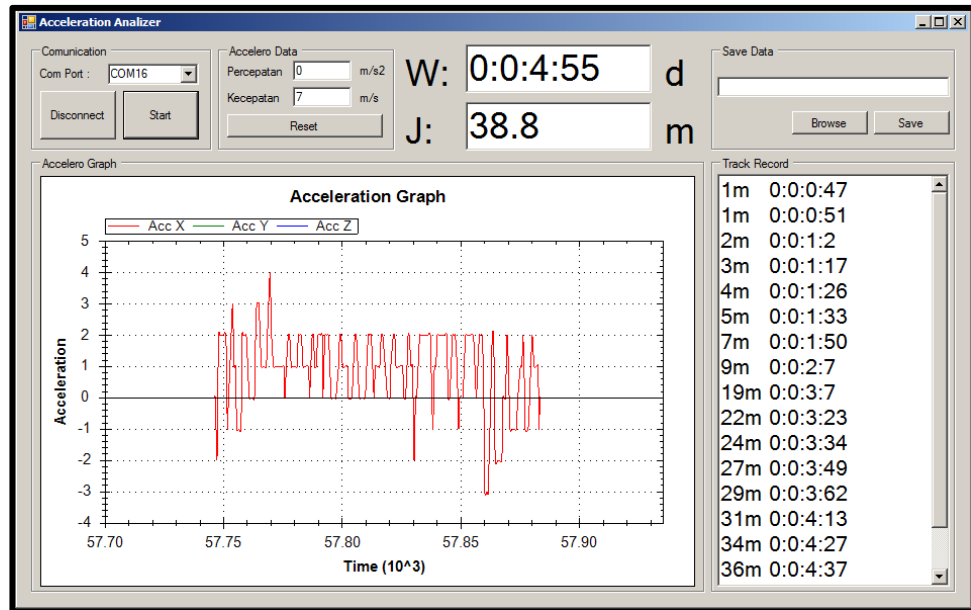 Acceleration Analizer
Comunication
Com Port : COM16
Disconnect Start
Accelero Data
Percepatan 0 m/s2
Kecepatan 7 m/s
Reset
W: 0:0:4:55 d
J: 38.8 m
Save Data
Browse Save
Accelero Graph
Acceleration Graph
Acc X Acc Y Acc Z
Acceleration
5
4
3
2
1
0
-1
-2
-3
-4
57.70 57.75 57.80 57.85 57.90
Time (10^3)
Track Record
1m 0:0:0:47
1m 0:0:0:51
2m 0:0:1:2
3m 0:0:1:17
4m 0:0:1:26
5m 0:0:1:33
7m 0:0:1:50
9m 0:0:2:7
19m 0:0:3:7
22m 0:0:3:23
24m 0:0:3:34
27m 0:0:3:49
29m 0:0:3:62
31m 0:0:4:13
34m 0:0:4:27
36m 0:0:4:37